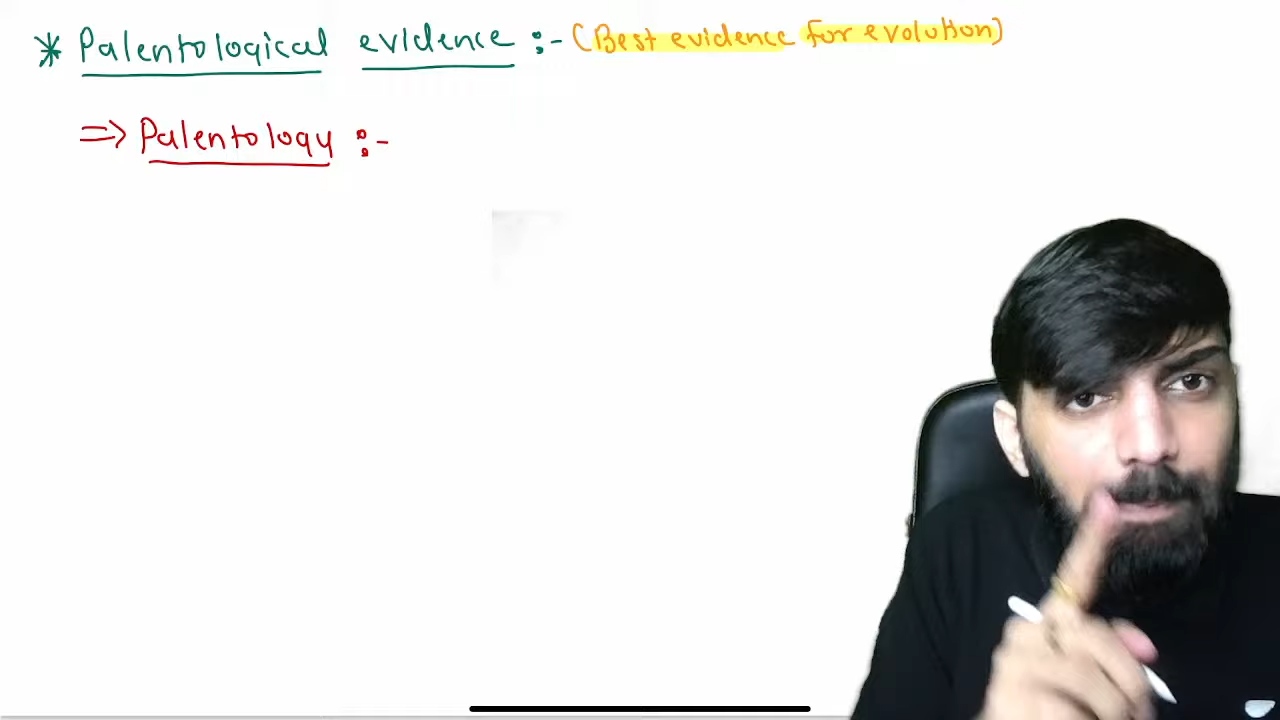 * Palentological evidence :- (Best evidence for evolution)
=> Palentology :-